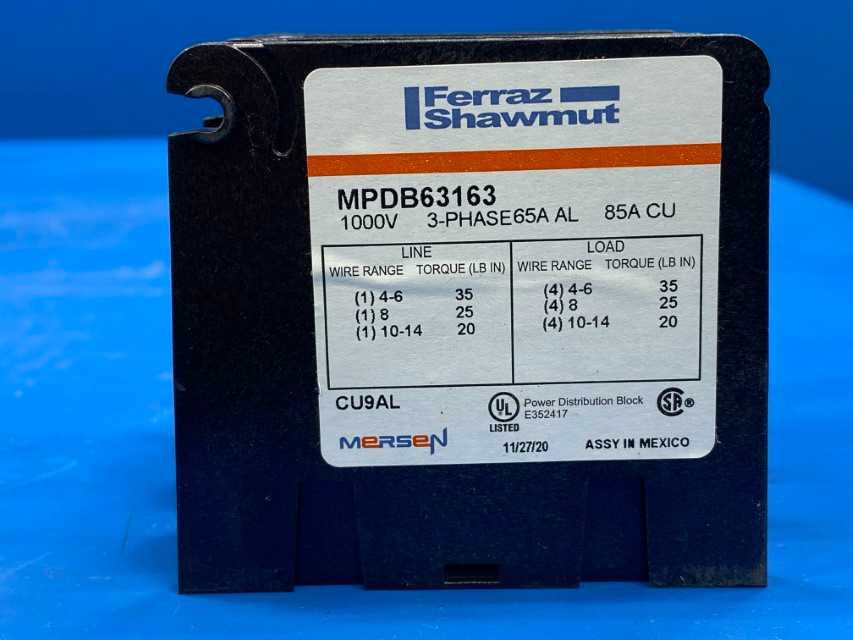 Ferraz
Shawmut
MPDB63163
1000V 3-PHASE 65A AL 85A CU
LINE
WIRE RANGE TORQUE (LB IN)
(1) 4-6 35
(1) 8 25
(1) 10-14 20
LOAD
WIRE RANGE TORQUE (LB IN)
(4) 4-6 35
(4) 8 25
(4) 10-14 20
CU9AL
UL
LISTED
Power Distribution Block
E352417
SA®
MERSEN
11/27/20
ASSY IN MEXICO